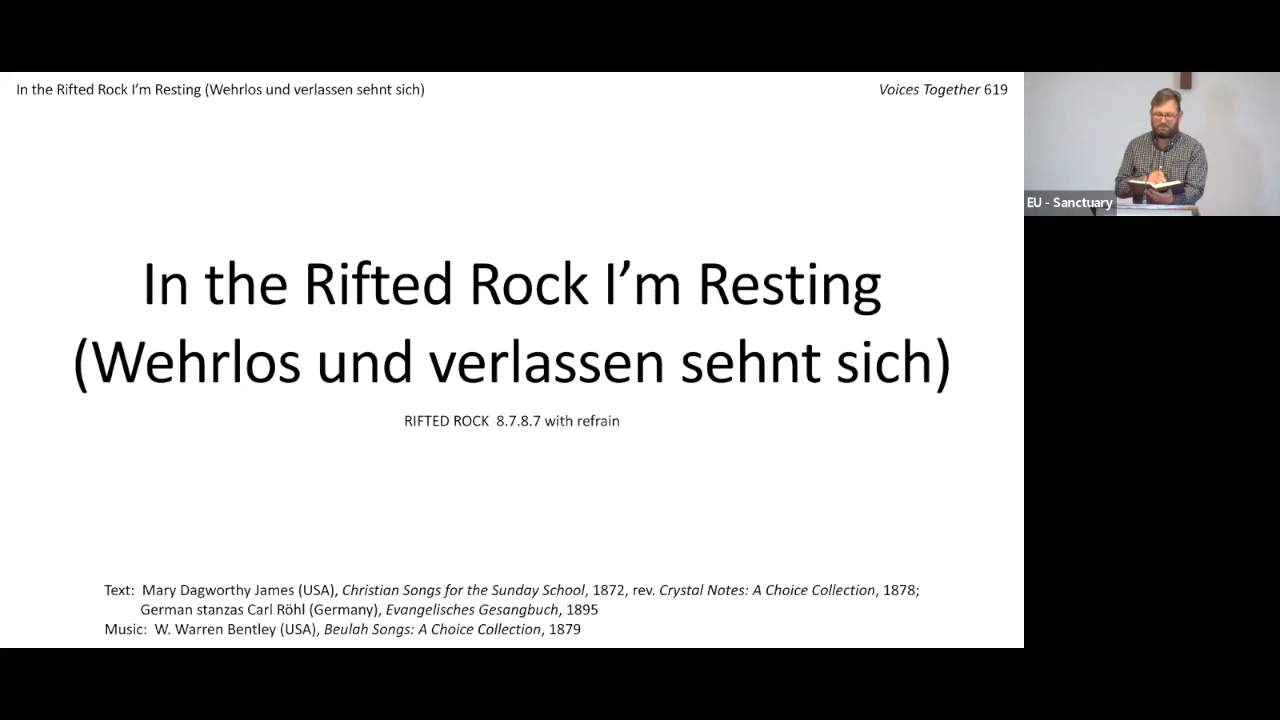 In the Rifted Rock I’m Resting (Wehrlos und verlassen sehnt sich)
Voices Together 619
EU - Sanctuary
In the Rifted Rock I’m Resting
(Wehrlos und verlassen sehnt sich)
RIFTED ROCK  8.7.8.7 with refrain
Text:  Mary Dagworthy James (USA), Christian Songs for the Sunday School, 1872, rev. Crystal Notes: A Choice Collection, 1878;
German stanzas Carl Röhl (Germany), Evangelisches Gesangbuch, 1895
Music:  W. Warren Bentley (USA), Beulah Songs: A Choice Collection, 1879